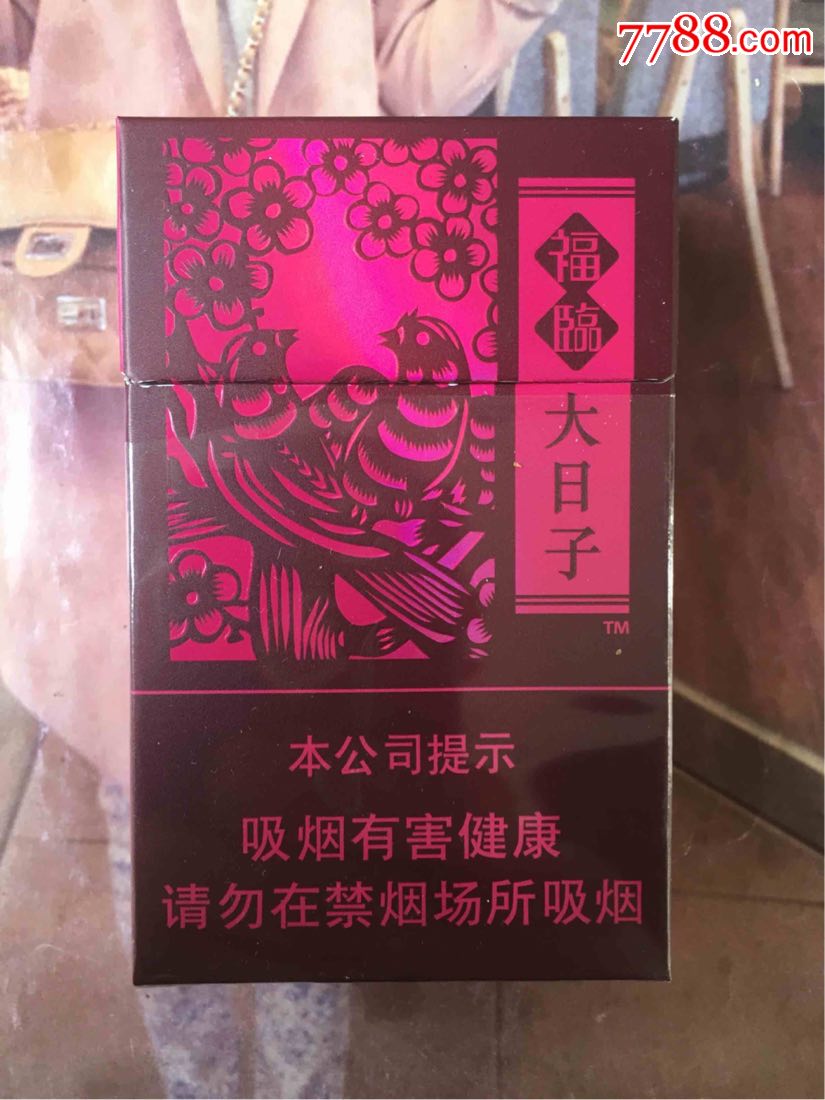 7788.com
福臨
大日子
TM
本公司提示
吸烟有害健康
请勿在禁烟场所吸烟